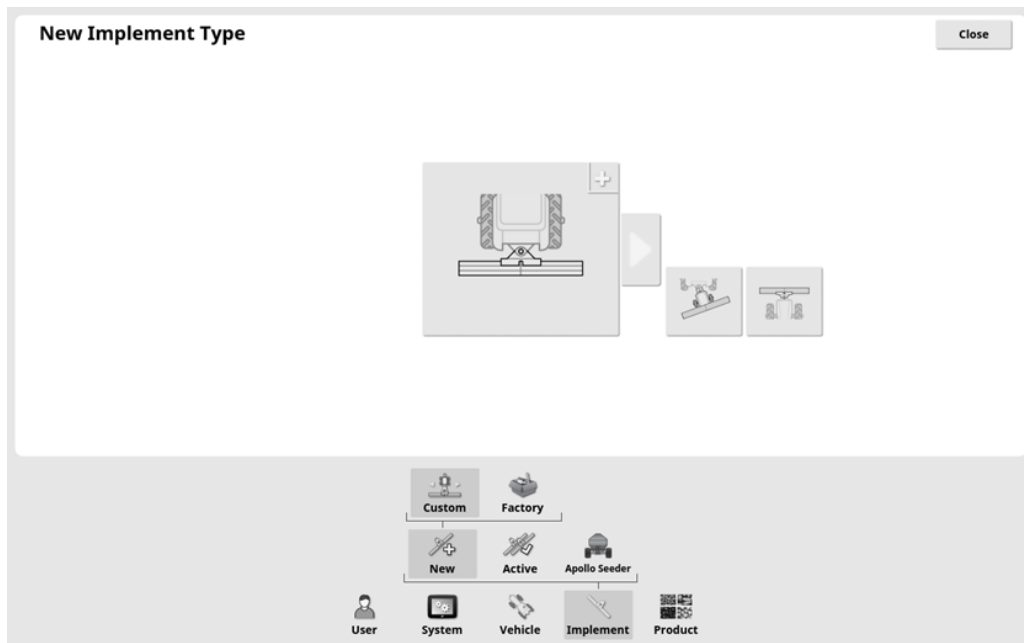 New Implement Type
Close
Custom
Factory
New
Active
Apollo Seeder
User
System
Vehicle
Implement
Product